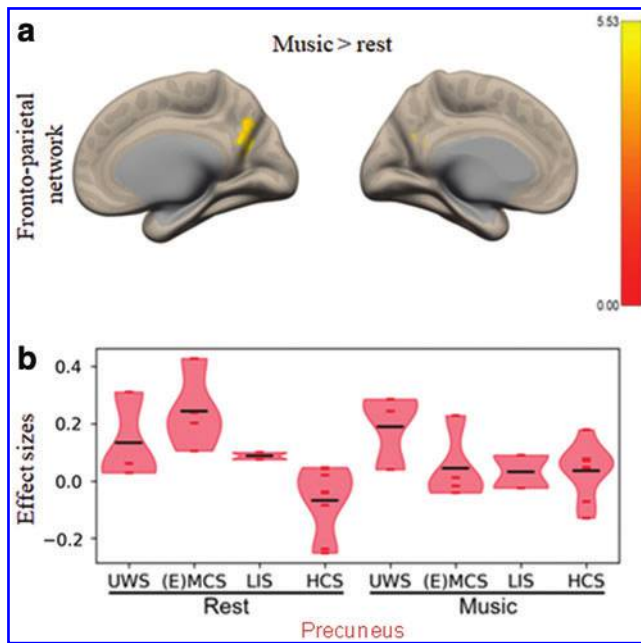 a
Music > rest
5.53
Fronto-parietal
network
0.00
b
0.4
0.2
0.0
−0.2
Effect sizes
UWS (E)MCS LIS HCS UWS (E)MCS LIS HCS
Rest Music
Precuneus